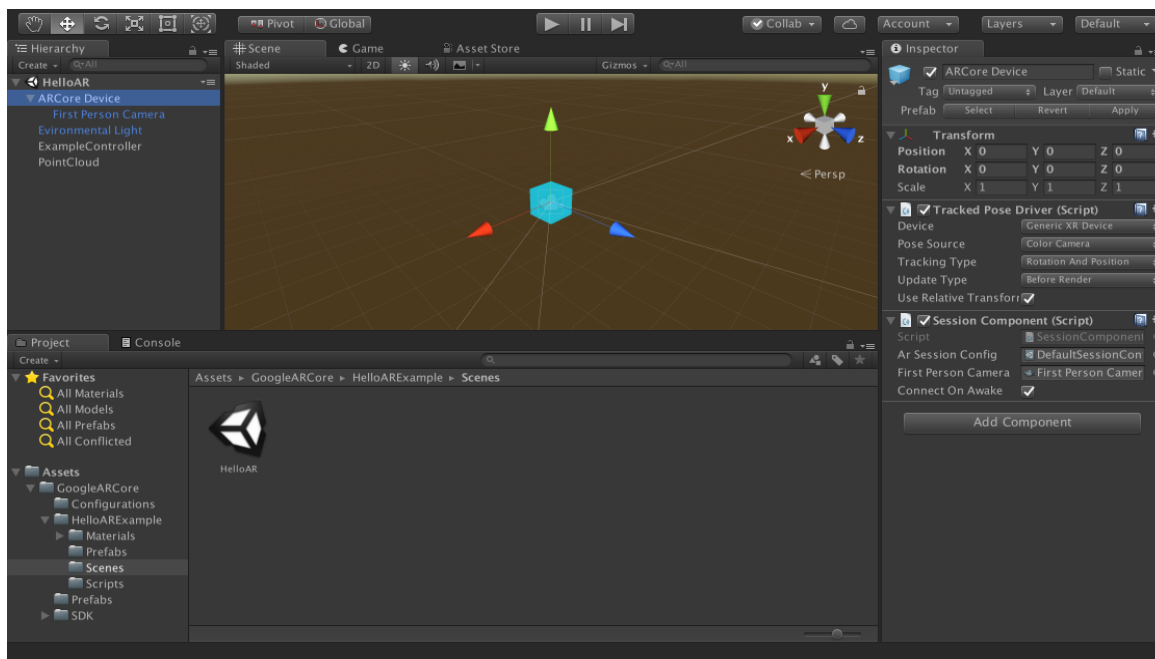 Pivot Global Collab Account Layers Default
Hierarchy
Create All
HelloAR
ARCore Device
First Person Camera
Evironmental Light
ExampleController
PointCloud
Scene Game Asset Store
Shaded 2D Gizmos All
y
x z
Persp
Inspector
ARCore Device Static
Tag Untagged Layer Default
Prefab Select Revert Apply
Transform
Position X 0 Y 0 Z 0
Rotation X 0 Y 0 Z 0
Scale X 1 Y 1 Z 1
Tracked Pose Driver (Script)
Device Generic XR Device
Pose Source Color Camera
Tracking Type Rotation And Position
Update Type Before Render
Use Relative Transforr
Session Component (Script)
Script SessionComponent
Ar Session Config DefaultSessionCon
First Person Camera First Person Camer
Connect On Awake
Add Component
Project Console
Create
Favorites
All Materials
All Models
All Prefabs
All Conflicted
Assets
GoogleARCore
Configurations
HelloARExample
Materials
Prefabs
Scenes
Scripts
Prefabs
SDK
Assets ▸ GoogleARCore ▸ HelloARExample ▸ Scenes
HelloAR